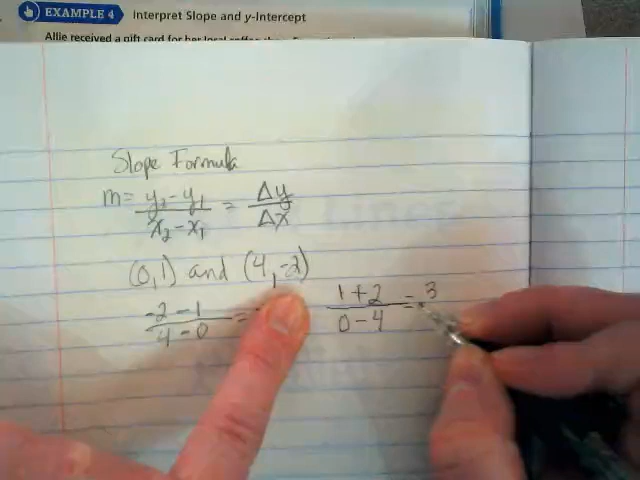 EXAMPLE 4 Interpret Slope and y-Intercept
Allie received a gift card for her local
Slope Formula
m = y₂ - y₁ / x₂ - x₁ = Δy / Δx
(0,1) and (4,-2)
-2 - 1 / 4 - 0 =
1 + 2 / 0 - 4 = 3